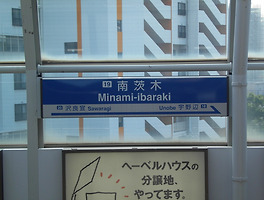 19 南茨木
Minami-ibaraki
沢良宜 Sawaragi
Unobe 宇野辺
ヘーベルハウスの
分譲地、
やってます。